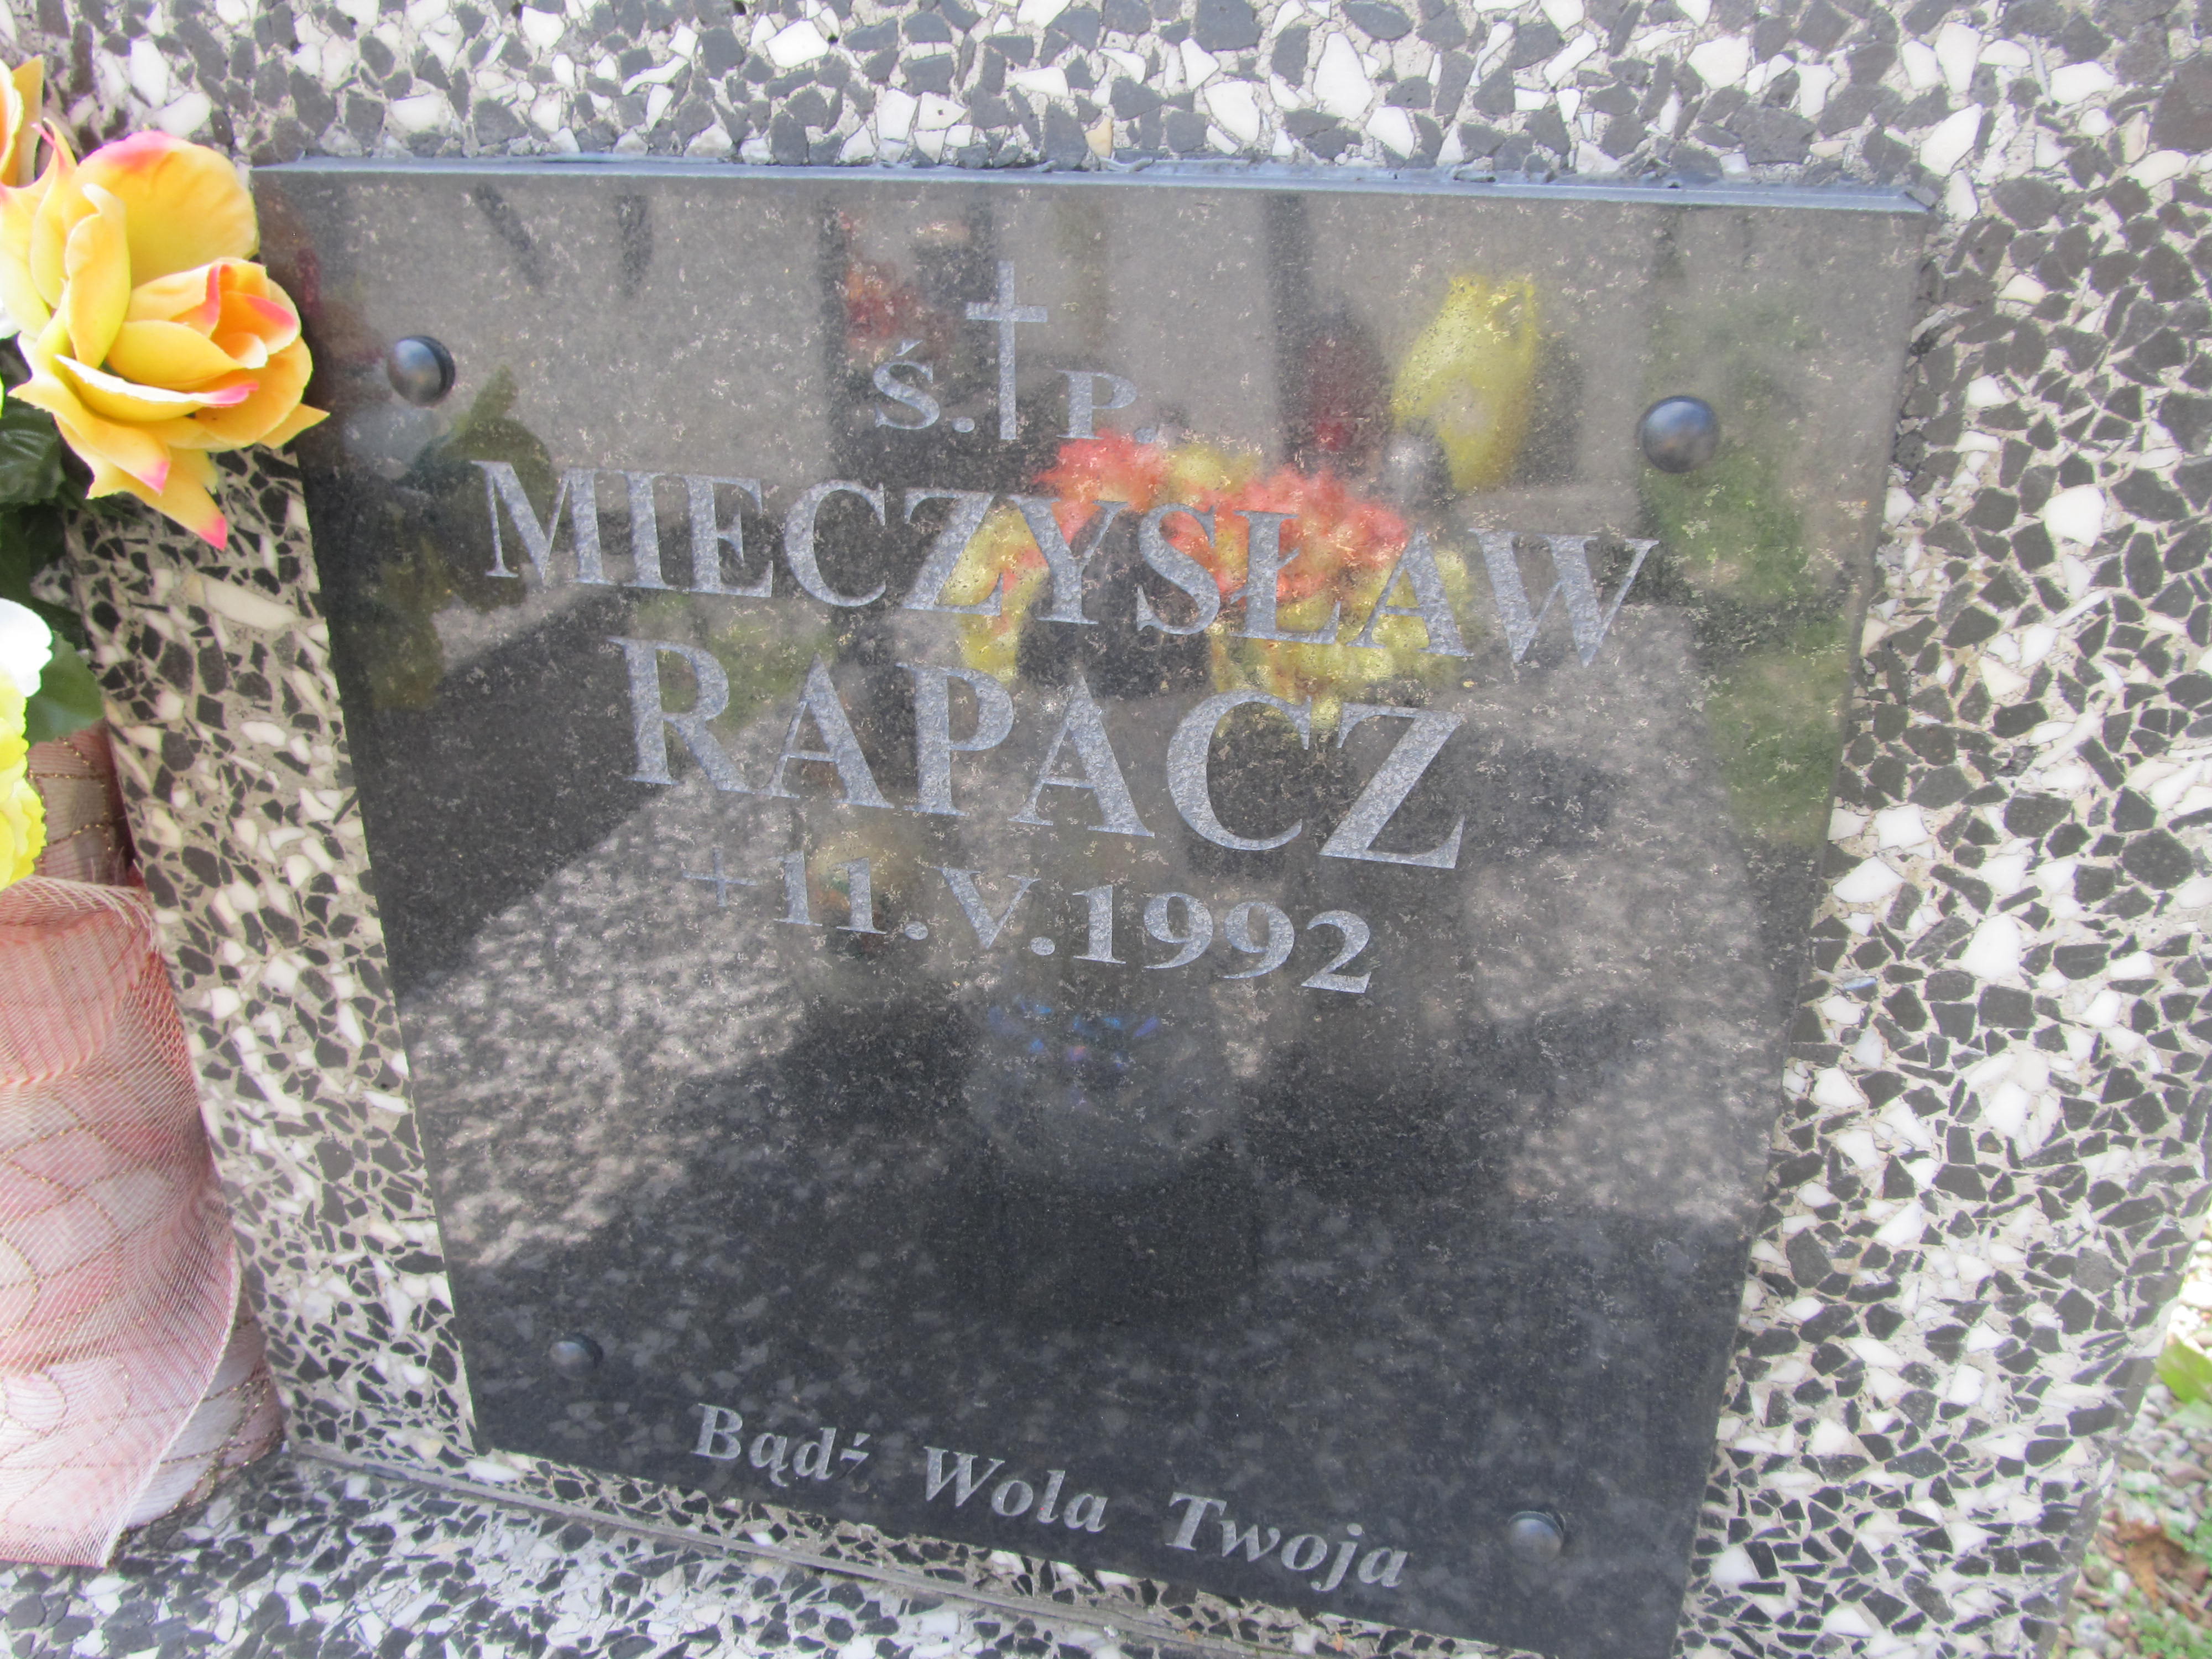 Ś. † P.
MIECZYSŁAW
RAPACZ
+ 11.V.1992
Bądź Wola Twoja